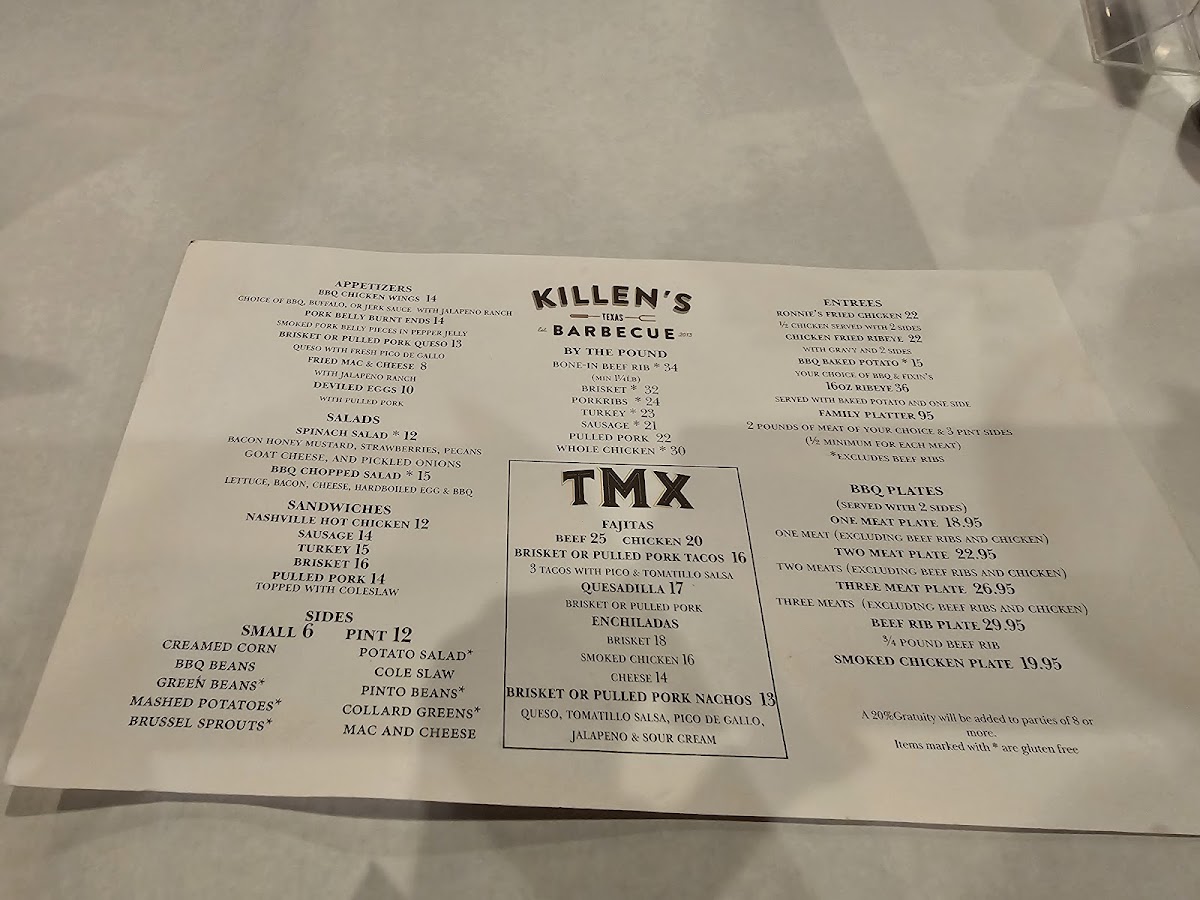 APPETIZERS
BBQ CHICKEN WINGS 14
CHOICE OF BBQ, BUFFALO, OR JERK SAUCE WITH JALAPENO RANCH
PORK BELLY BURNT ENDS 14
SMOKED PORK BELLY PIECES IN PEPPER JELLY
BRISKET OR PULLED PORK QUESO 13
QUESO WITH FRESH PICO DE GALLO
FRIED MAC & CHEESE 8
WITH JALAPENO RANCH
DEVILED EGGS 10
WITH PULLED PORK
SALADS
SPINACH SALAD * 12
BACON HONEY MUSTARD, STRAWBERRIES, PECANS
GOAT CHEESE, AND PICKLED ONIONS
BBQ CHOPPED SALAD * 15
LETTUCE, BACON, CHEESE, HARDBOILED EGG & BBQ
SANDWICHES
NASHVILLE HOT CHICKEN 12
SAUSAGE 14
TURKEY 15
BRISKET 16
PULLED PORK 14
TOPPED WITH COLESLAW
SIDES
SMALL 6 PINT 12
CREAMED CORN
BBQ BEANS
GREEN BEANS*
MASHED POTATOES*
BRUSSEL SPROUTS*
POTATO SALAD*
COLE SLAW
PINTO BEANS*
COLLARD GREENS*
MAC AND CHEESE
KILLEN'S
TEXAS
Est. BARBECUE 2013
BY THE POUND
BONE-IN BEEF RIB * 34
(MIN 1¼LB)
BRISKET * 32
PORKRIBS * 24
TURKEY * 23
SAUSAGE * 21
PULLED PORK 22
WHOLE CHICKEN * 30
TMX
FAJITAS
BEEF 25 CHICKEN 20
BRISKET OR PULLED PORK TACOS 16
3 TACOS WITH PICO & TOMATILLO SALSA
QUESADILLA 17
BRISKET OR PULLED PORK
ENCHILADAS
BRISKET 18
SMOKED CHICKEN 16
CHEESE 14
BRISKET OR PULLED PORK NACHOS 13
QUESO, TOMATILLO SALSA, PICO DE GALLO,
JALAPENO & SOUR CREAM
ENTREES
RONNIE'S FRIED CHICKEN 22
½ CHICKEN SERVED WITH 2 SIDES
CHICKEN FRIED RIBEYE 22
WITH GRAVY AND 2 SIDES
BBQ BAKED POTATO * 15
YOUR CHOICE OF BBQ & FIXIN'S
16OZ RIBEYE 36
SERVED WITH BAKED POTATO AND ONE SIDE
FAMILY PLATTER 95
2 POUNDS OF MEAT OF YOUR CHOICE & 3 PINT SIDES
(½ MINIMUM FOR EACH MEAT)
*EXCLUDES BEEF RIBS
BBQ PLATES
(SERVED WITH 2 SIDES)
ONE MEAT PLATE 18.95
ONE MEAT (EXCLUDING BEEF RIBS AND CHICKEN)
TWO MEAT PLATE 22.95
TWO MEATS (EXCLUDING BEEF RIBS AND CHICKEN)
THREE MEAT PLATE 26.95
THREE MEATS (EXCLUDING BEEF RIBS AND CHICKEN)
BEEF RIB PLATE 29.95
¾ POUND BEEF RIB
SMOKED CHICKEN PLATE 19.95
A 20%Gratuity will be added to parties of 8 or
more.
Items marked with * are gluten free